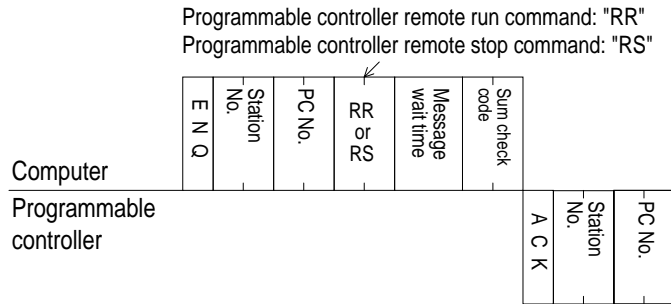 Programmable controller remote run command: "RR"
Programmable controller remote stop command: "RS"
E N Q
Station
No.
PC No.
RR
or
RS
Message
wait time
Sum check
code
Computer
Programmable
controller
A C K
Station
No.
PC No.